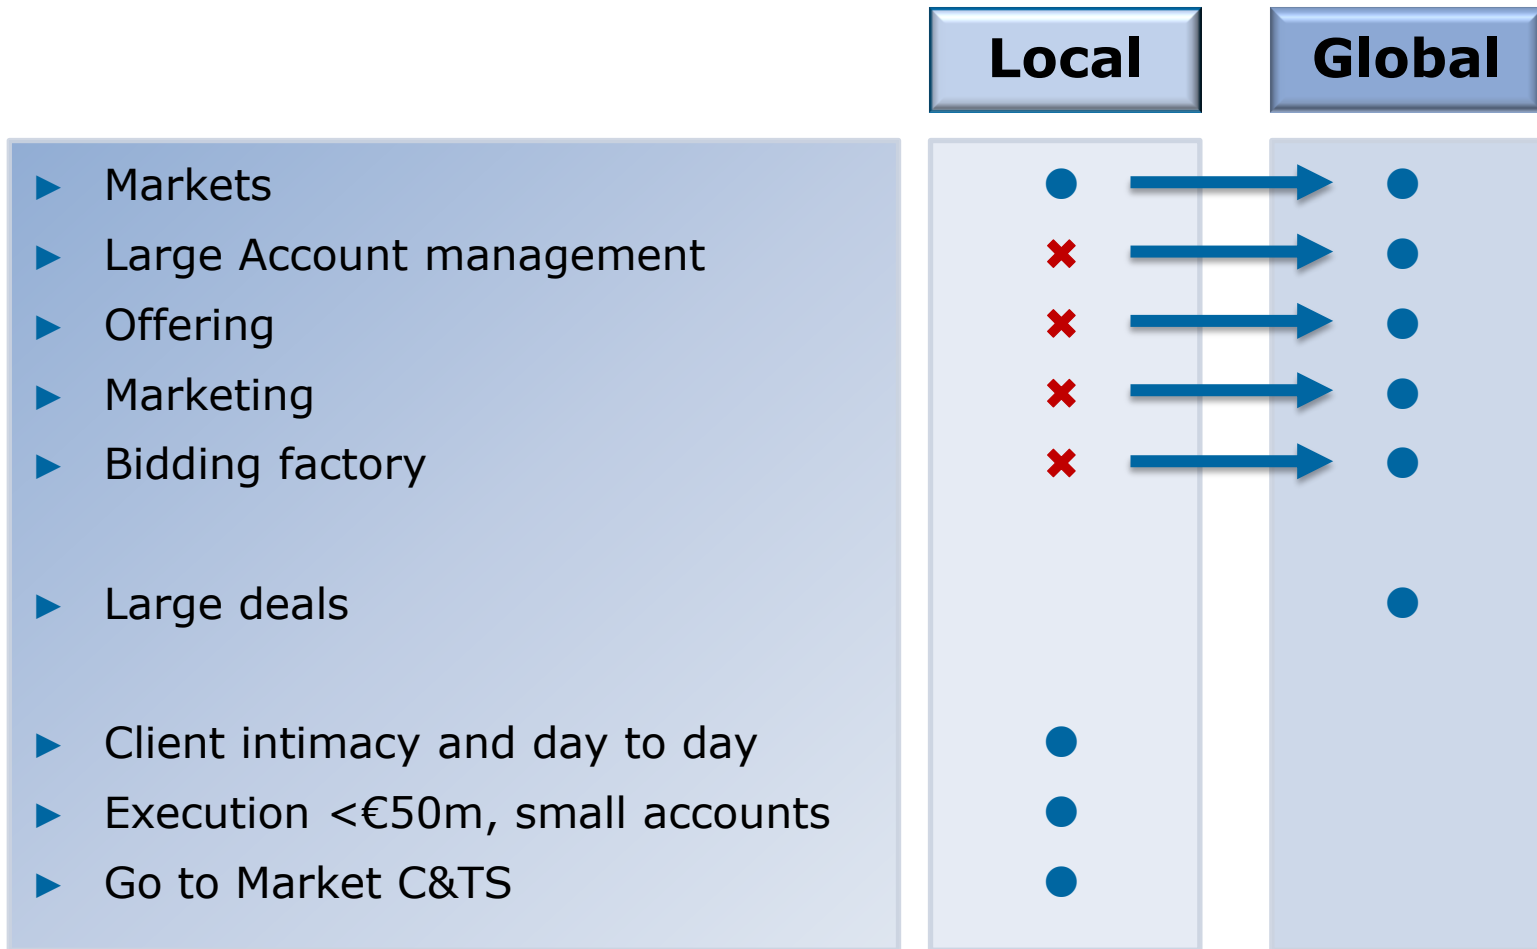 Local
Global
Markets
Large Account management
Offering
Marketing
Bidding factory
Large deals
Client intimacy and day to day
Execution <€50m, small accounts
Go to Market C&TS